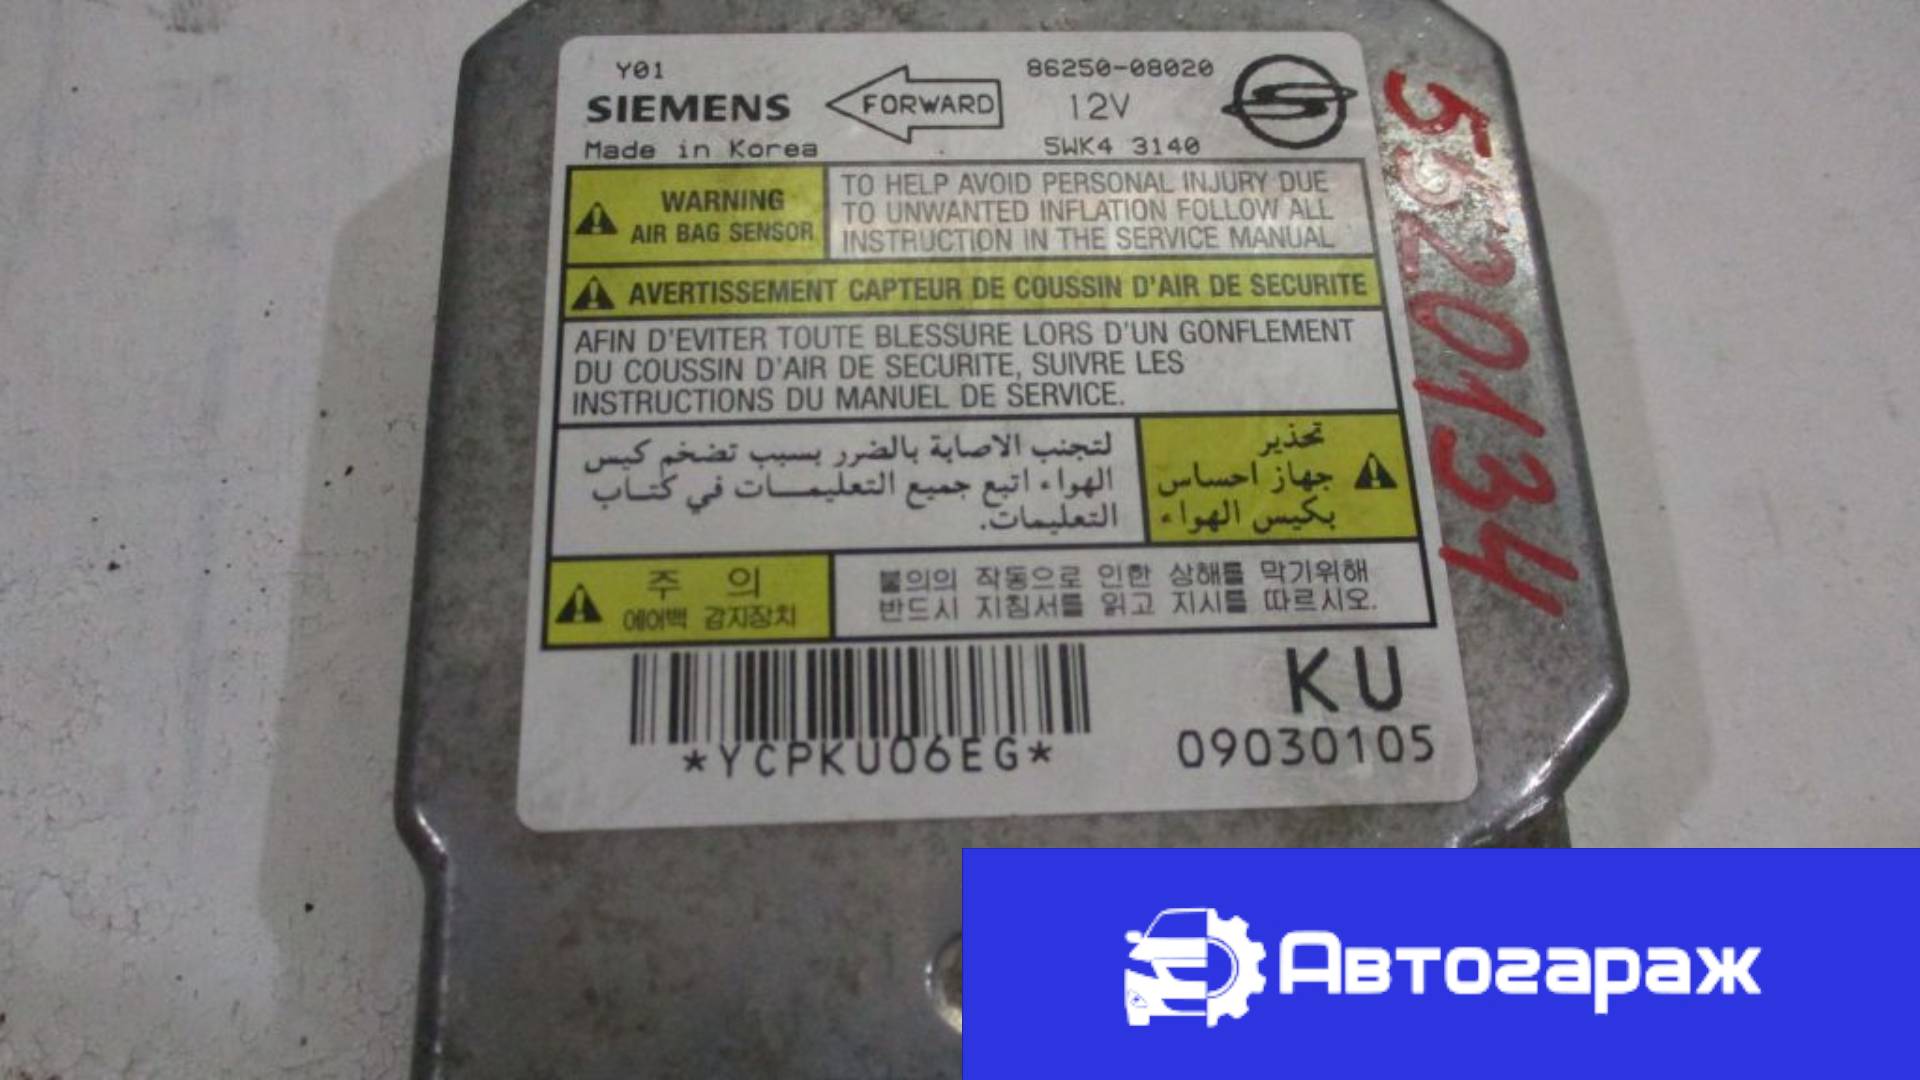 Y01
86250-08020
SIEMENS
FORWARD
12V
Made in Korea
5WK4 3140
WARNING
AIR BAG SENSOR
TO HELP AVOID PERSONAL INJURY DUE
TO UNWANTED INFLATION FOLLOW ALL
INSTRUCTION IN THE SERVICE MANUAL
AVERTISSEMENT CAPTEUR DE COUSSIN D'AIR DE SECURITE
AFIN D'EVITER TOUTE BLESSURE LORS D'UN GONFLEMENT
DU COUSSIN D'AIR DE SECURITE, SUIVRE LES
INSTRUCTIONS DU MANUEL DE SERVICE.
تحذير
جهاز احساس
بكيس الهواء
لتجنب الاصابة بالضرر بسبب تضخم كيس
الهواء اتبع جميع التعليمـــات في كتــاب
التعليمات.
주 의
에어백 감지장치
불의의 작동으로 인한 상해를 막기위해
반드시 지침서를 읽고 지시를 따르시오.
KU
*YCPKU06EG*
09030105
5520134
Автогараж